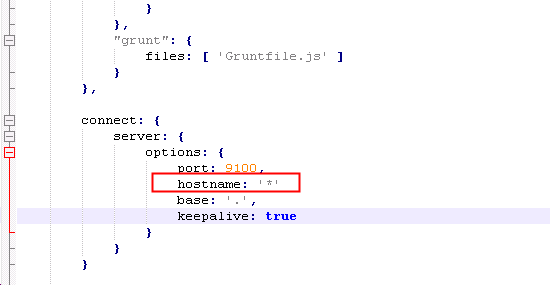 }
},
"grunt": {
files: [ 'Gruntfile.js' ]
}
},
connect: {
server: {
options: {
port: 9100,
hostname: '*'
base: '.',
keepalive: true
}
}
}